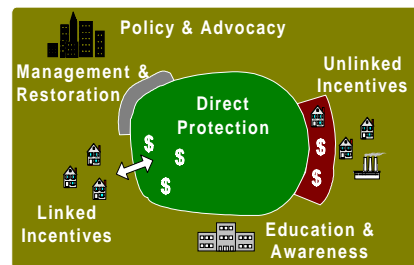 Policy & Advocacy
Management &
Restoration
Unlinked
Incentives
Direct
Protection
$
$
$
$
$
Linked
Incentives
Education &
Awareness